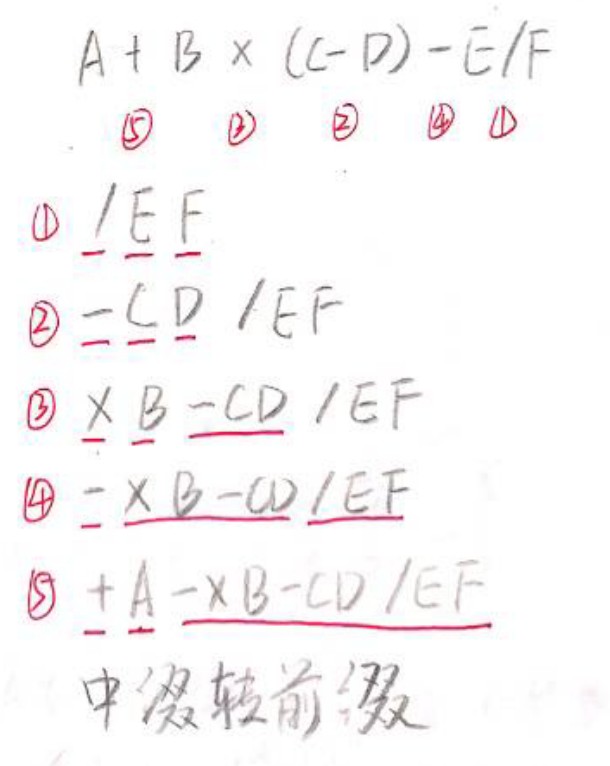 A + B × (C - D) - E/F
⑤ ③ ② ④ ①
① / E F
② - C D / E F
③ × B - C D / E F
④ - × B - C D / E F
⑤ + A - × B - C D / E F
中缀转前缀